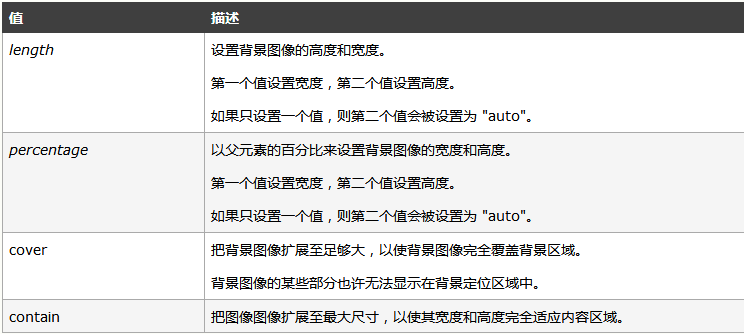 值 描述
length 设置背景图像的高度和宽度。
第一个值设置宽度，第二个值设置高度。
如果只设置一个值，则第二个值会被设置为 "auto"。
percentage 以父元素的百分比来设置背景图像的宽度和高度。
第一个值设置宽度，第二个值设置高度。
如果只设置一个值，则第二个值会被设置为 "auto"。
cover 把背景图像扩展至足够大，以使背景图像完全覆盖背景区域。
背景图像的某些部分也许无法显示在背景定位区域中。
contain 把图像图像扩展至最大尺寸，以使其宽度和高度完全适应内容区域。